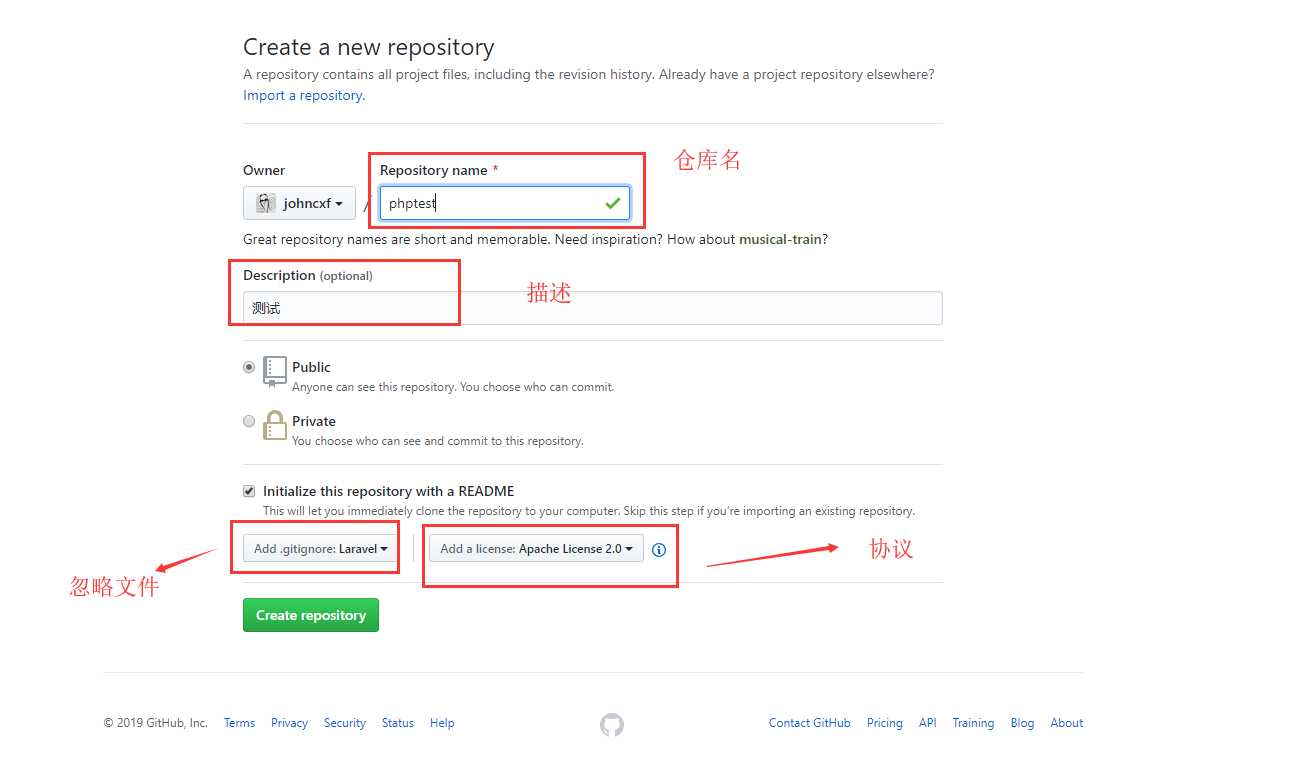 Create a new repository
A repository contains all project files, including the revision history. Already have a project repository elsewhere?
Import a repository.
Owner
Repository name *
仓库名
johncxf
/
phptest
Great repository names are short and memorable. Need inspiration? How about musical-train?
Description (optional)
描述
测试
Public
Anyone can see this repository. You choose who can commit.
Private
You choose who can see and commit to this repository.
Initialize this repository with a README
This will let you immediately clone the repository to your computer. Skip this step if you're importing an existing repository.
Add .gitignore: Laravel
Add a license: Apache License 2.0
协议
忽略文件
Create repository
© 2019 GitHub, Inc. Terms Privacy Security Status Help
Contact GitHub Pricing API Training Blog About